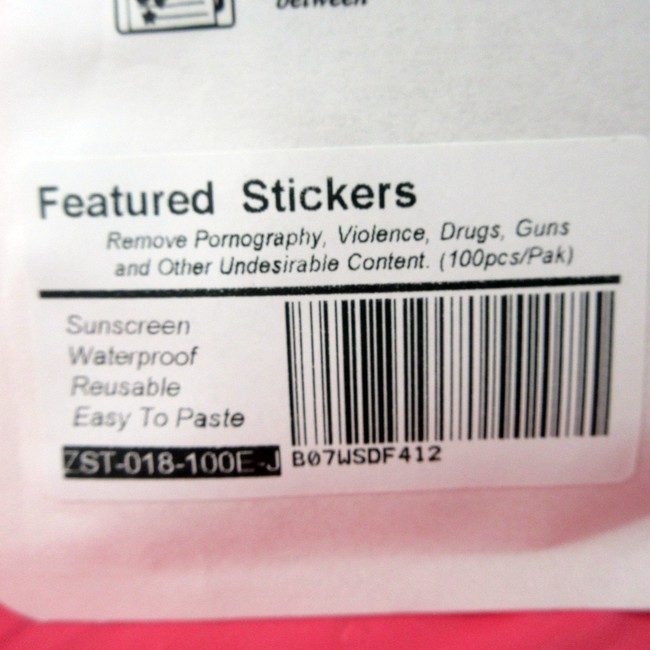 between
Featured Stickers
Remove Pornography, Violence, Drugs, Guns
and Other Undesirable Content. (100pcs/Pak)
Sunscreen
Waterproof
Reusable
Easy To Paste
ZST-018-100E-J
B07WSDF412